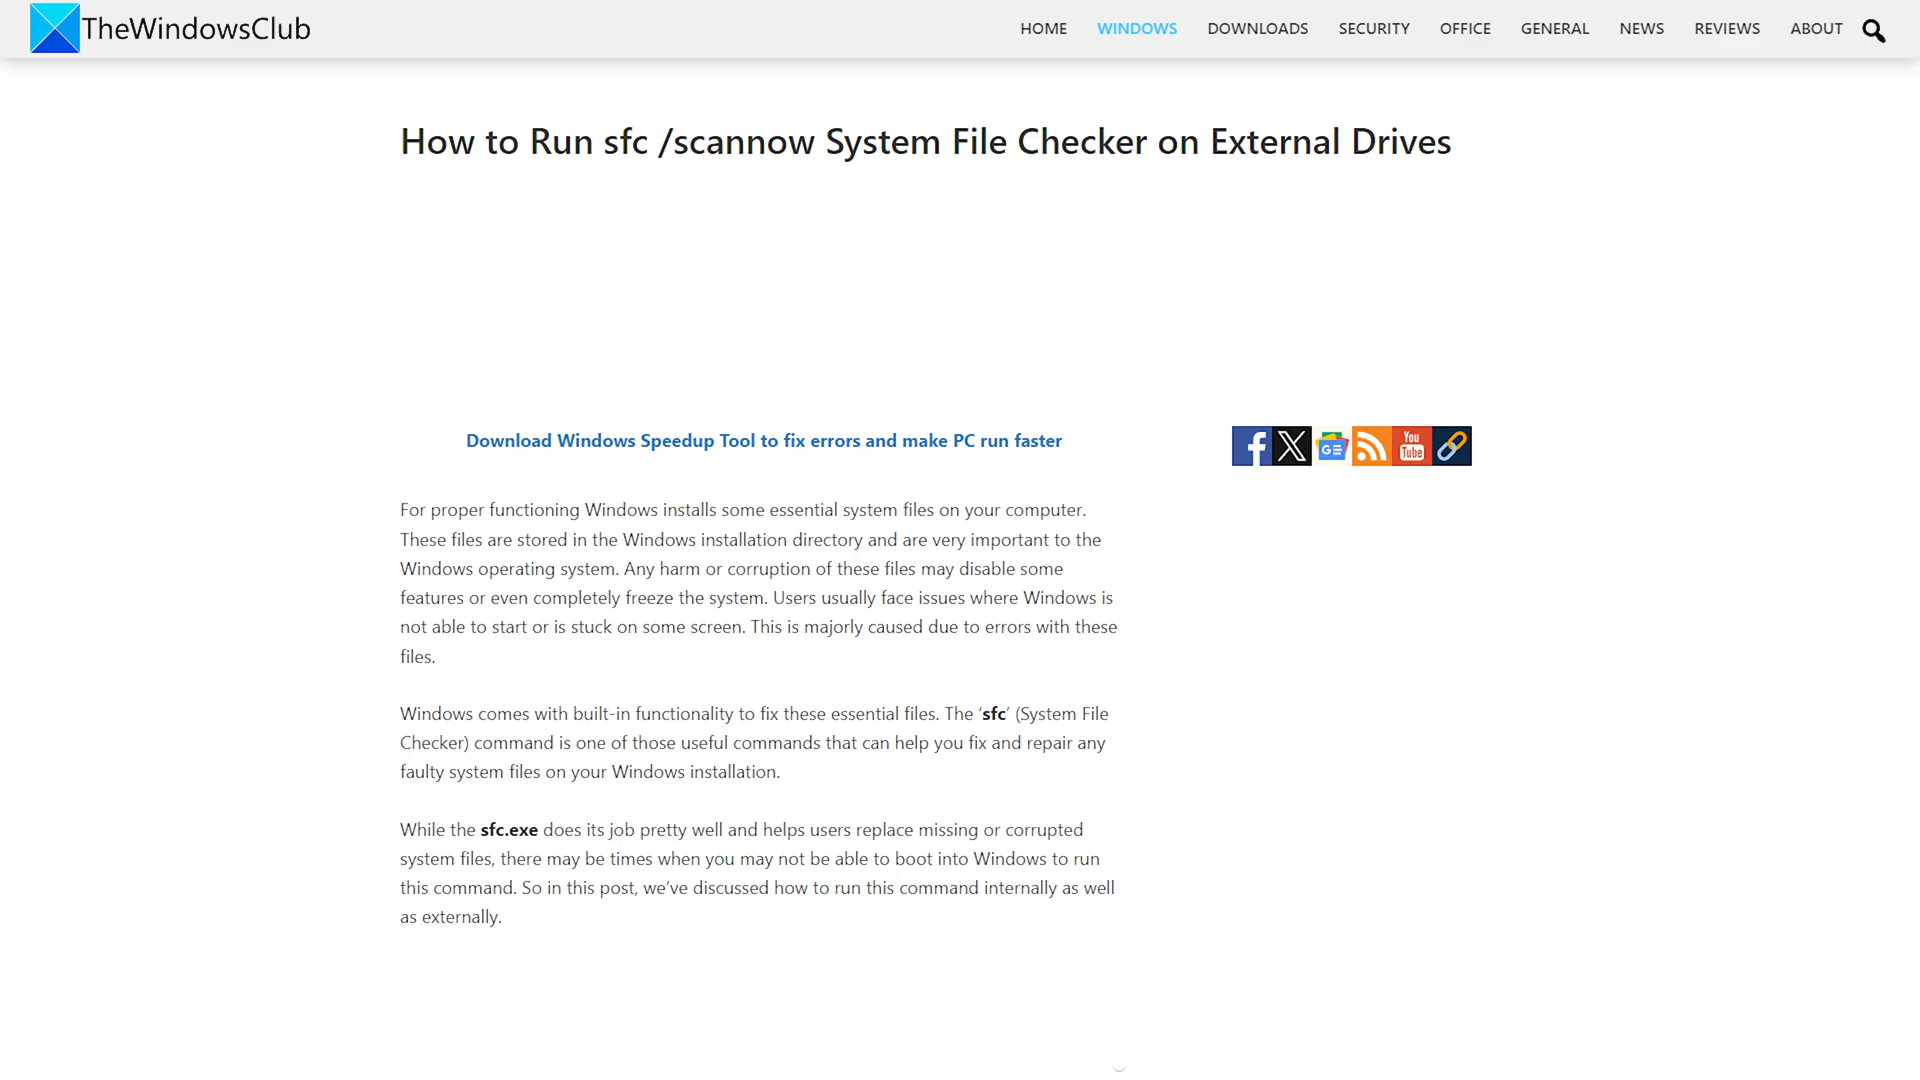 TheWindowsClub
HOME WINDOWS DOWNLOADS SECURITY OFFICE GENERAL NEWS REVIEWS ABOUT
How to Run sfc /scannow System File Checker on External Drives
Download Windows Speedup Tool to fix errors and make PC run faster
GE
You
Tube
For proper functioning Windows installs some essential system files on your computer.
These files are stored in the Windows installation directory and are very important to the
Windows operating system. Any harm or corruption of these files may disable some
features or even completely freeze the system. Users usually face issues where Windows is
not able to start or is stuck on some screen. This is majorly caused due to errors with these
files.
Windows comes with built-in functionality to fix these essential files. The ‘sfc’ (System File
Checker) command is one of those useful commands that can help you fix and repair any
faulty system files on your Windows installation.
While the sfc.exe does its job pretty well and helps users replace missing or corrupted
system files, there may be times when you may not be able to boot into Windows to run
this command. So in this post, we’ve discussed how to run this command internally as well
as externally.